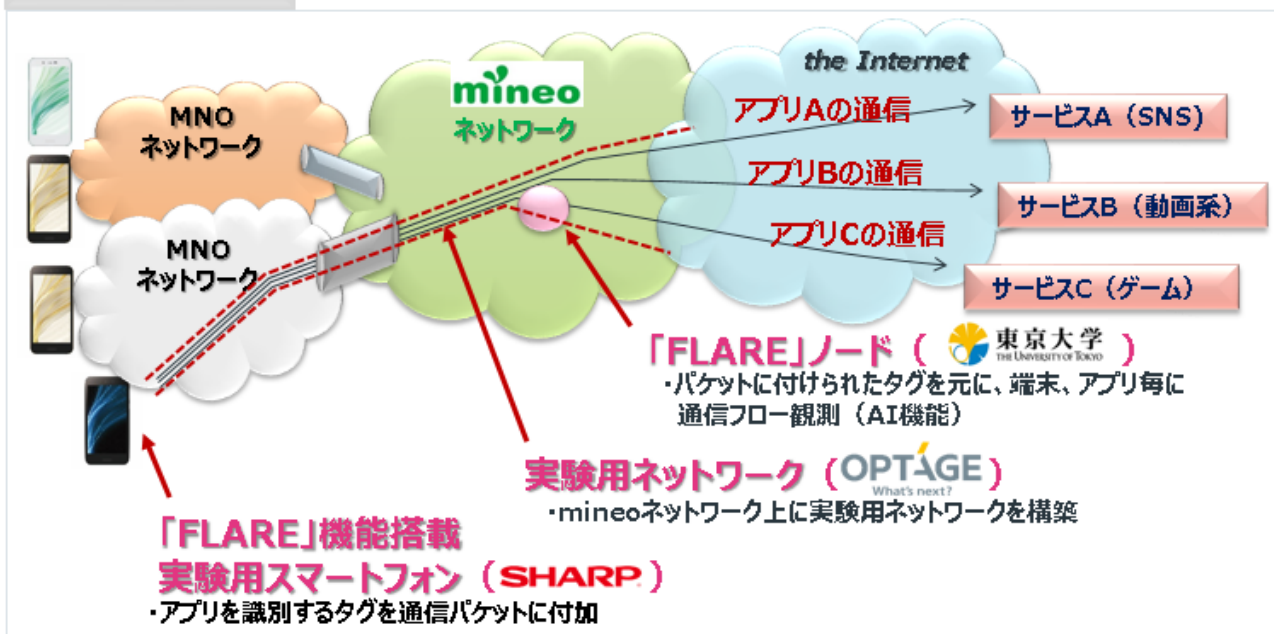 the Internet
mineo
ネットワーク
MNO
ネットワーク
MNO
ネットワーク
アプリAの通信
アプリBの通信
アプリCの通信
サービスA（SNS)
サービスB（動画系）
サービスC（ゲーム）
「FLARE」ノード（ 東京大学 THE UNIVERSITY OF TOKYO ）
・パケットに付けられたタグを元に、端末、アプリ毎に
通信フロー観測（AI機能）
実験用ネットワーク（OPTAGE What's next?）
・mineoネットワーク上に実験用ネットワークを構築
「FLARE」機能搭載
実験用スマートフォン（SHARP）
・アプリを識別するタグを通信パケットに付加